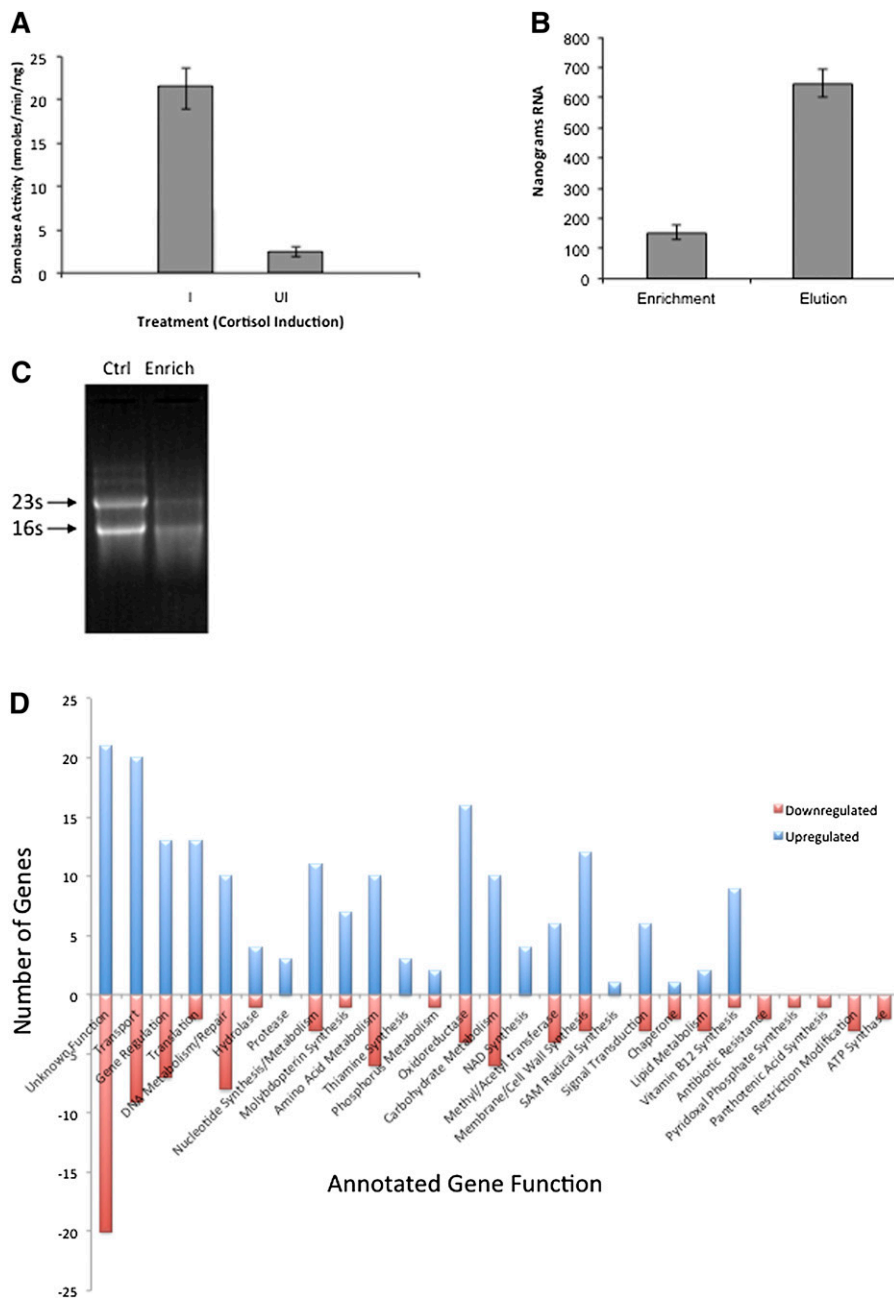 A
Dsmolase Activity (nmoles/min/mg)
25
20
15
10
5
0
I UI
Treatment (Cortisol Induction)
B
Nanograms RNA
800
700
600
500
400
300
200
100
0
Enrichment Elution
C
Ctrl Enrich
23s
16s
D
Number of Genes
25
20
15
10
5
0
-5
-10
-15
-20
-25
Downregulated
Upregulated
Unknown Function
Transport
Gene Regulation
Translation
DNA Metabolism/Repair
Hydrolase
Protease
Nucleotide Synthesis/Metabolism
Molybdopterin Synthesis
Amino Acid Metabolism
Thiamine Synthesis
Phosphorus Metabolism
Oxidoreductase
Carbohydrate Metabolism
NAD Synthesis
Methyl/Acetyl transferase
Membrane/Cell Wall Synthesis
SAM Radical Synthesis
Signal Transduction
Chaperone
Lipid Metabolism
Vitamin B12 Synthesis
Antibiotic Resistance
Pyridoxal Phosphate Synthesis
Panthotenic Acid Synthesis
Restriction Modification
ATP Synthase
Annotated Gene Function